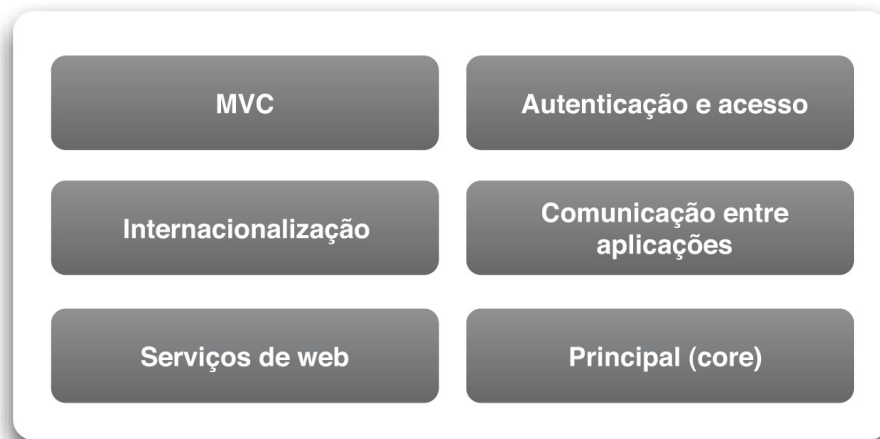 MVC
Autenticação e acesso
Internacionalização
Comunicação entre
aplicações
Serviços de web
Principal (core)